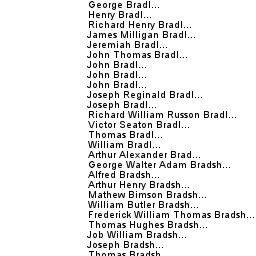 George Bradl...
Henry Bradl...
Richard Henry Bradl...
James Milligan Bradl...
Jeremiah Bradl...
John Thomas Bradl...
John Bradl...
John Bradl...
John Bradl...
Joseph Reginald Bradl...
Joseph Bradl...
Richard William Russon Bradl...
Victor Seaton Bradl...
Thomas Bradl...
William Bradl...
Arthur Alexander Brad...
George Walter Adam Bradsh...
Alfred Bradsh...
Arthur Henry Bradsh...
Mathew Bimson Bradsh...
William Butler Bradsh...
Frederick William Thomas Bradsh...
Thomas Hughes Bradsh...
Job William Bradsh...
Joseph Bradsh...
Thomas Bradsh